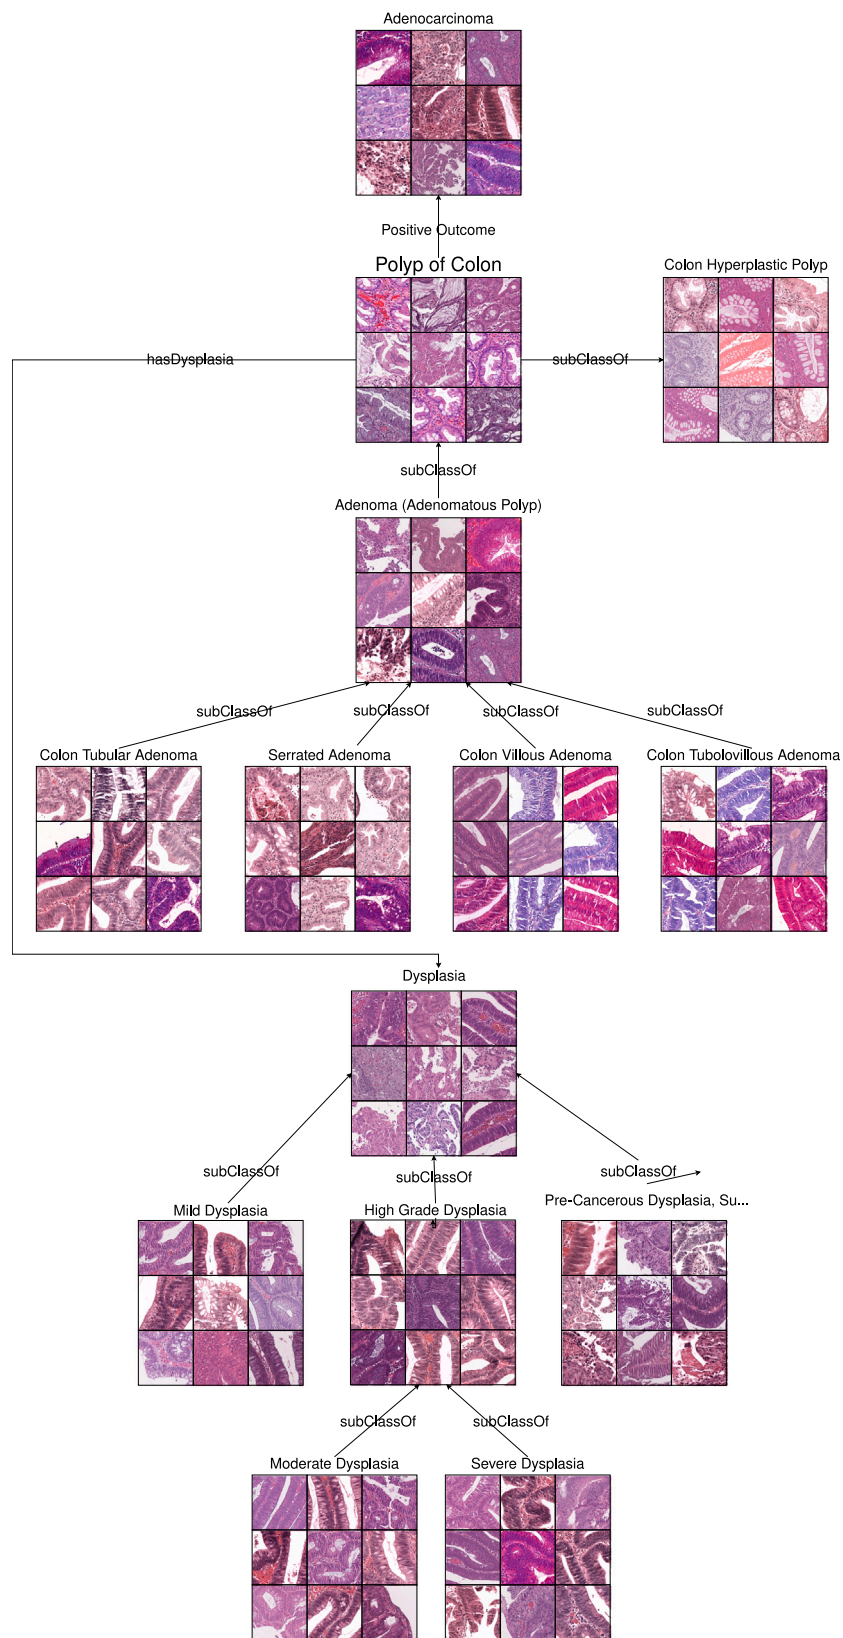 Adenocarcinoma
Positive Outcome
Polyp of Colon
Colon Hyperplastic Polyp
hasDysplasia
subClassOf
subClassOf
Adenoma (Adenomatous Polyp)
subClassOf
subClassOf
subClassOf
subClassOf
Colon Tubular Adenoma
Serrated Adenoma
Colon Villous Adenoma
Colon Tubolovillous Adenoma
Dysplasia
subClassOf
subClassOf
subClassOf
Mild Dysplasia
High Grade Dysplasia
Pre-Cancerous Dysplasia, Su...
subClassOf
subClassOf
Moderate Dysplasia
Severe Dysplasia